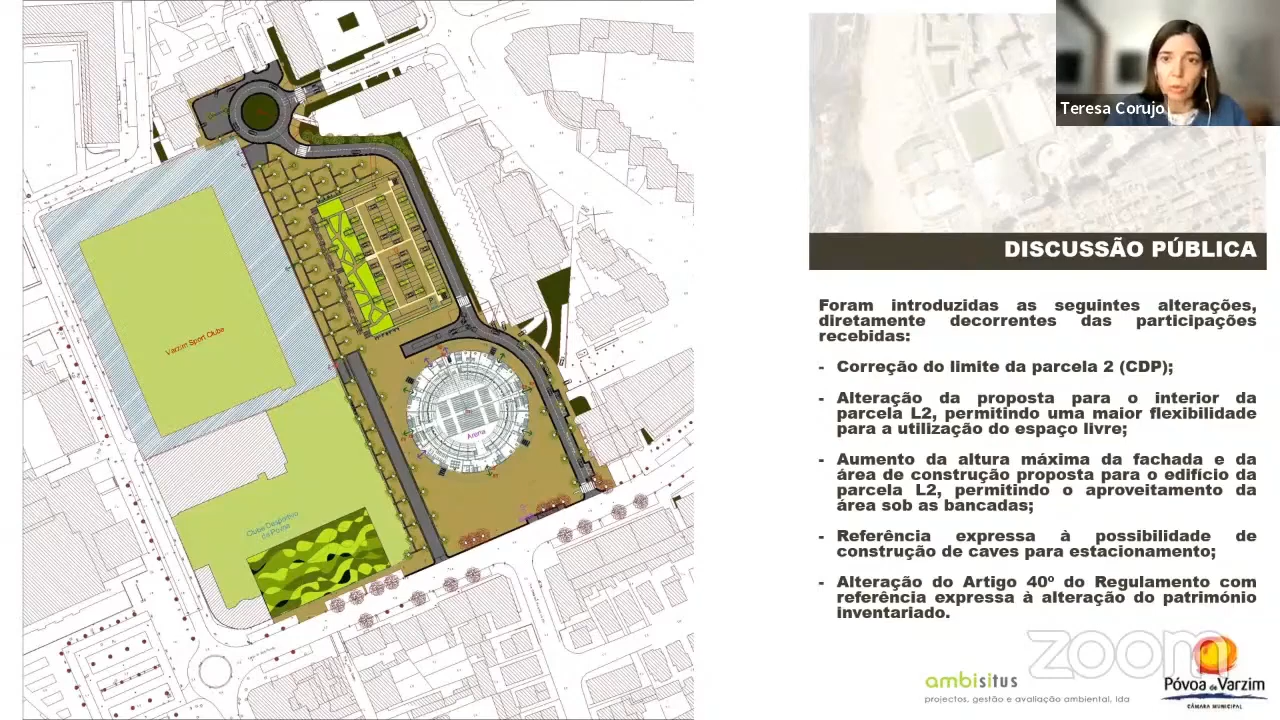 Teresa Corujo
DISCUSSÃO PÚBLICA
Foram introduzidas as seguintes alterações,
diretamente decorrentes das participações
recebidas:
- Correção do limite da parcela 2 (CDP);
- Alteração da proposta para o interior da
parcela L2, permitindo uma maior flexibilidade
para a utilização do espaço livre;
- Aumento da altura máxima da fachada e da
área de construção proposta para o edifício da
parcela L2, permitindo o aproveitamento da
área sob as bancadas;
- Referência expressa à possibilidade de
construção de caves para estacionamento;
- Alteração do Artigo 40º do Regulamento com
referência expressa à alteração do património
inventariado.
Varzim Sport Clube
Arena
Clube Desportivo
da Póvoa
zoom
ambisitus
projectos, gestão e avaliação ambiental, lda
Póvoa de Varzim
CÂMARA MUNICIPAL